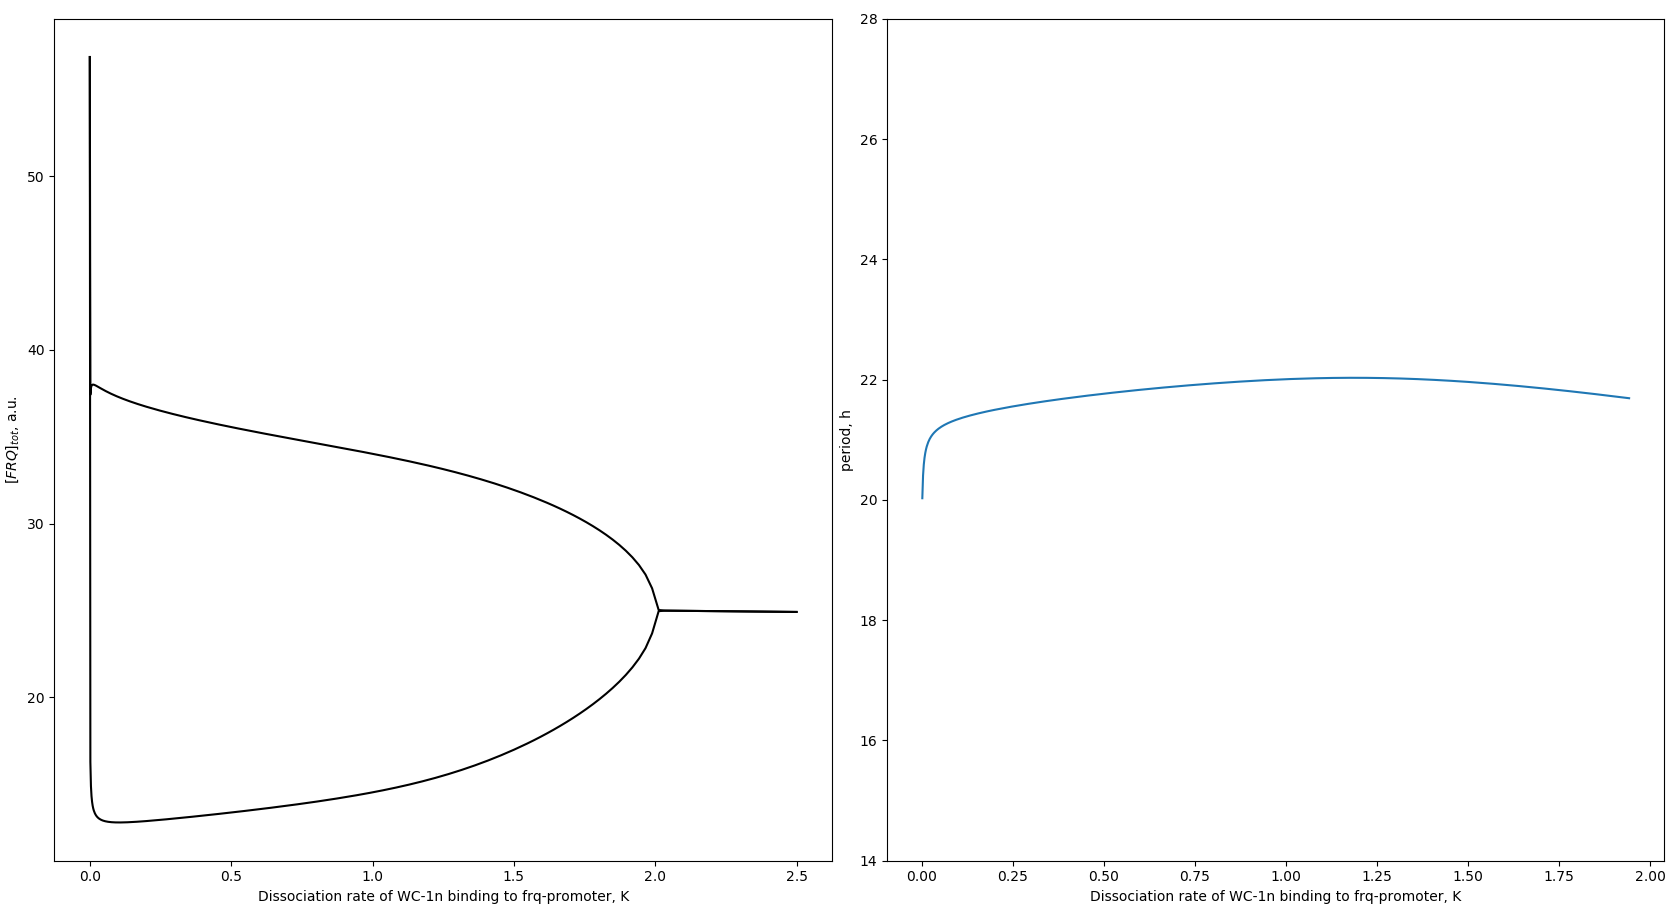 50
40
30
20
[FRQ]tot, a.u.
0.0 0.5 1.0 1.5 2.0 2.5
Dissociation rate of WC-1n binding to frq-promoter, K
28
26
24
22
20
18
16
14
period, h
0.00 0.25 0.50 0.75 1.00 1.25 1.50 1.75 2.00
Dissociation rate of WC-1n binding to frq-promoter, K